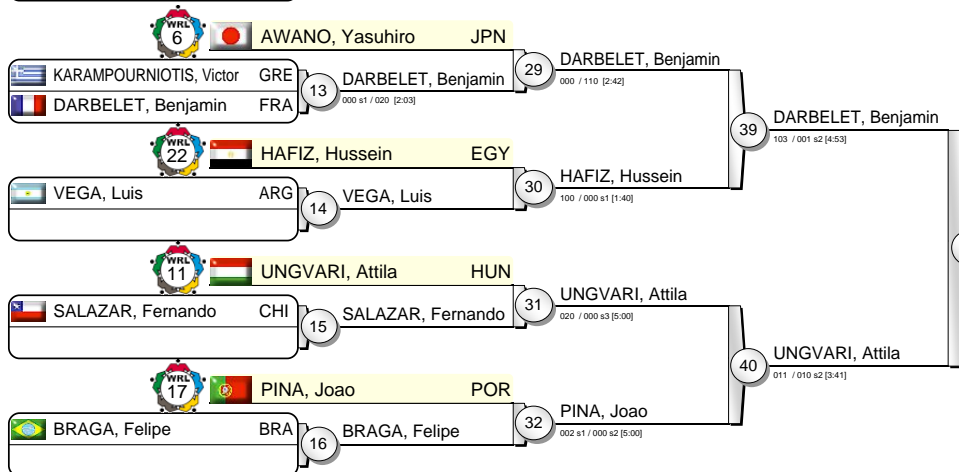 WRL
6
AWANO, Yasuhiro JPN
KARAMPOURNIOTIS, Victor GRE
DARBELET, Benjamin FRA
13
DARBELET, Benjamin
000 s1 / 020 [2:03]
29
DARBELET, Benjamin
000 / 110 [2:42]
WRL
22
HAFIZ, Hussein EGY
VEGA, Luis ARG
14
VEGA, Luis
30
HAFIZ, Hussein
100 / 000 s1 [1:40]
39
DARBELET, Benjamin
103 / 001 s2 [4:53]
WRL
11
UNGVARI, Attila HUN
SALAZAR, Fernando CHI
15
SALAZAR, Fernando
31
UNGVARI, Attila
020 / 000 s3 [5:00]
WRL
17
PINA, Joao POR
BRAGA, Felipe BRA
16
BRAGA, Felipe
32
PINA, Joao
002 s1 / 000 s2 [5:00]
40
UNGVARI, Attila
011 / 010 s2 [3:41]